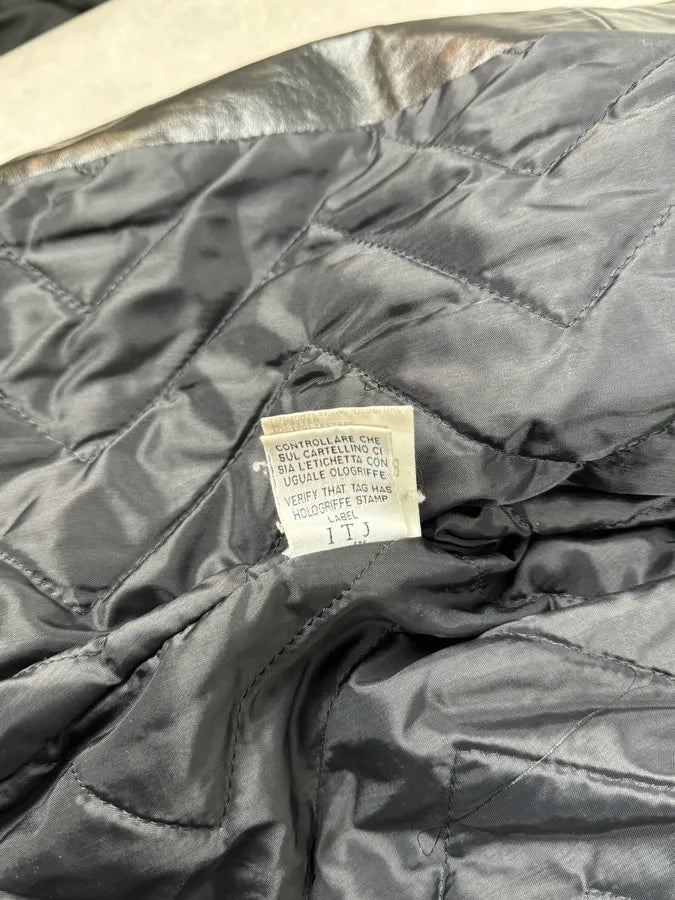 CONTROLLARE CHE
SUL CARTELLINO CI
SIA L'ETICHETTA CON
UGUALE OLOGRIFFE
VERIFY THAT TAG HAS
HOLOGRIFFE STAMP
LABEL
ITJ